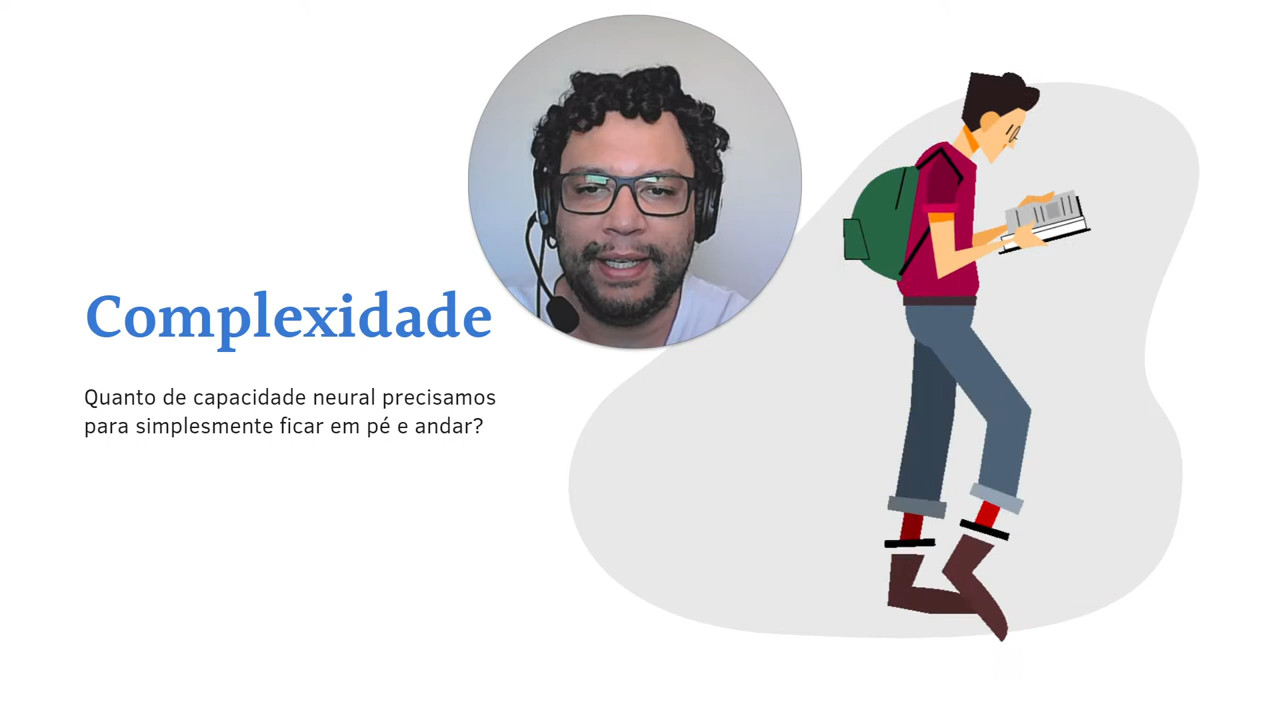 Complexidade
Quanto de capacidade neural precisamos
para simplesmente ficar em pé e andar?